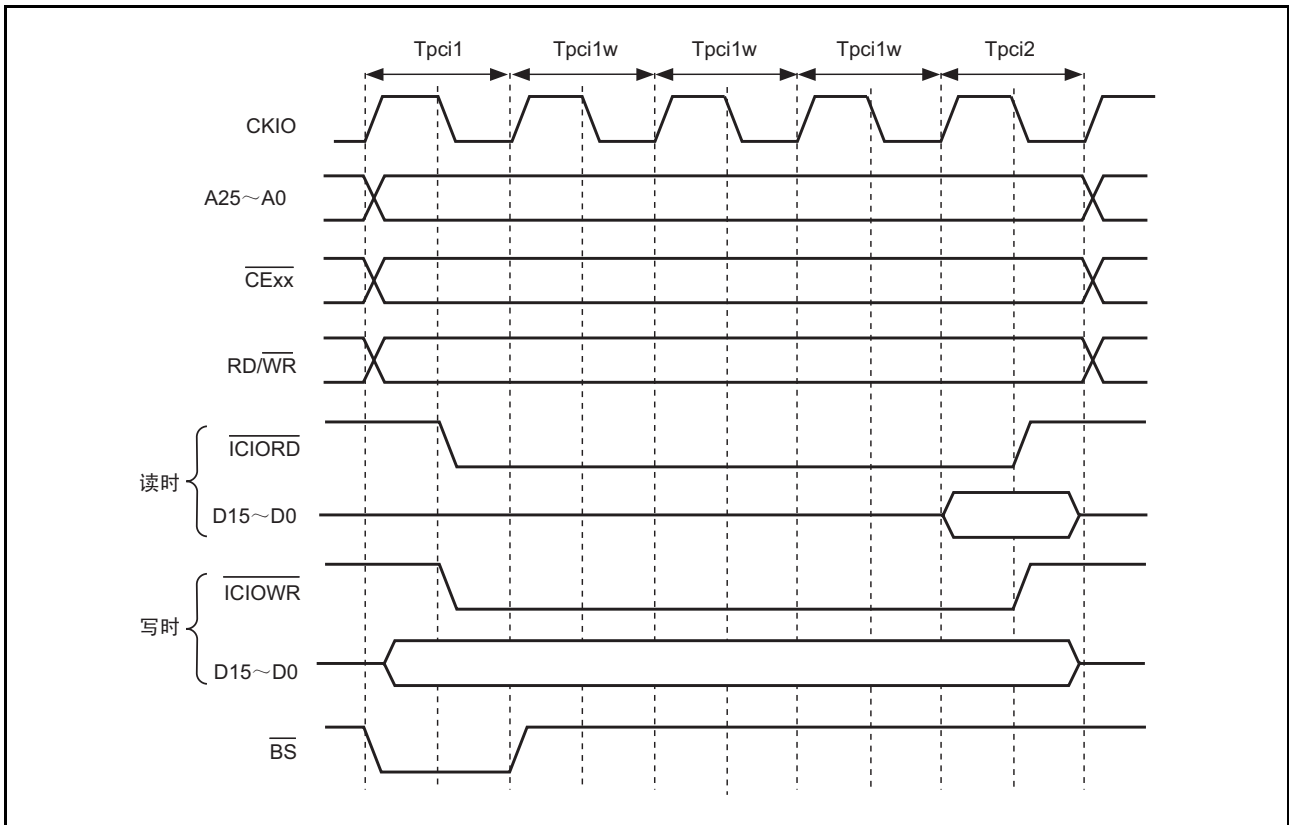 Tpci1 Tpci1w Tpci1w Tpci1w Tpci2
CKIO
A25～A0
CExx
RD/WR
ICIORD
读时
D15～D0
ICIOWR
写时
D15～D0
BS